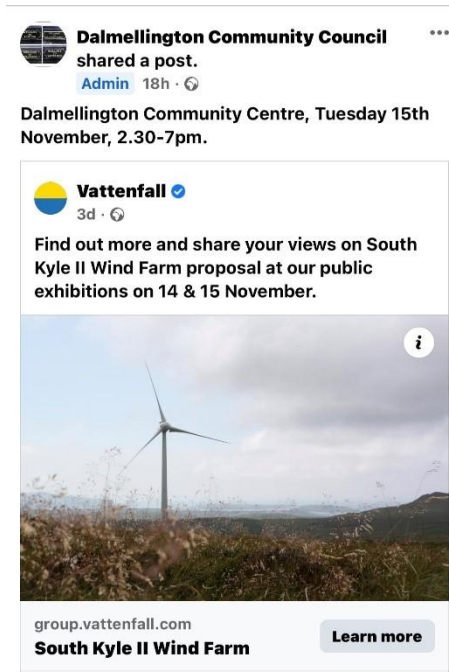 Dalmellington Community Council
shared a post.
Admin 18h ·
Dalmellington Community Centre, Tuesday 15th
November, 2.30-7pm.
Vattenfall
3d ·
Find out more and share your views on South
Kyle II Wind Farm proposal at our public
exhibitions on 14 & 15 November.
i
group.vattenfall.com
South Kyle II Wind Farm
Learn more